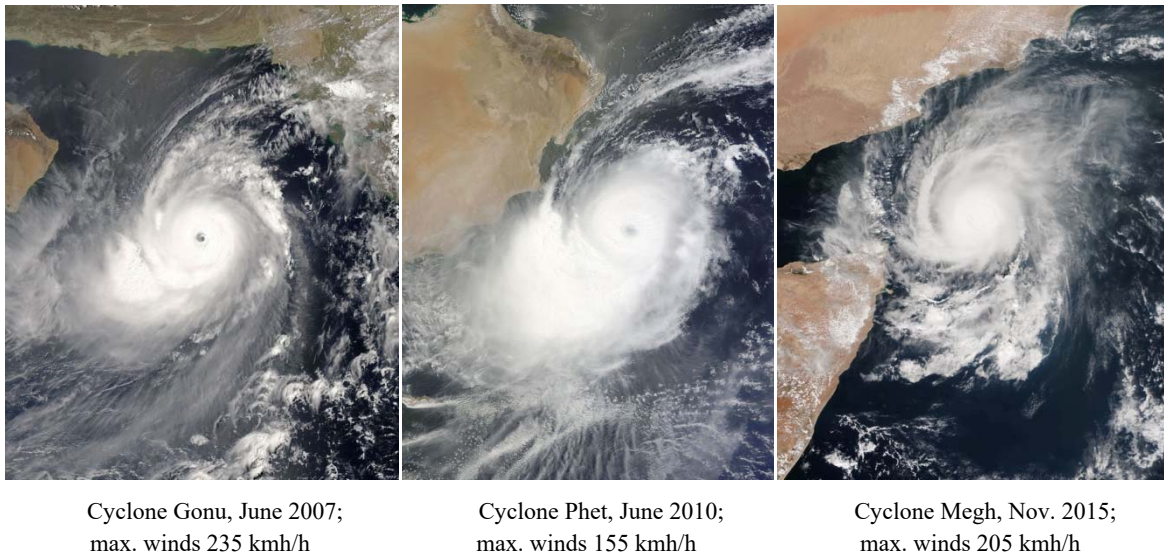 Cyclone Gonu, June 2007;
max. winds 235 kmh/h
Cyclone Phet, June 2010;
max. winds 155 kmh/h
Cyclone Megh, Nov. 2015;
max. winds 205 kmh/h